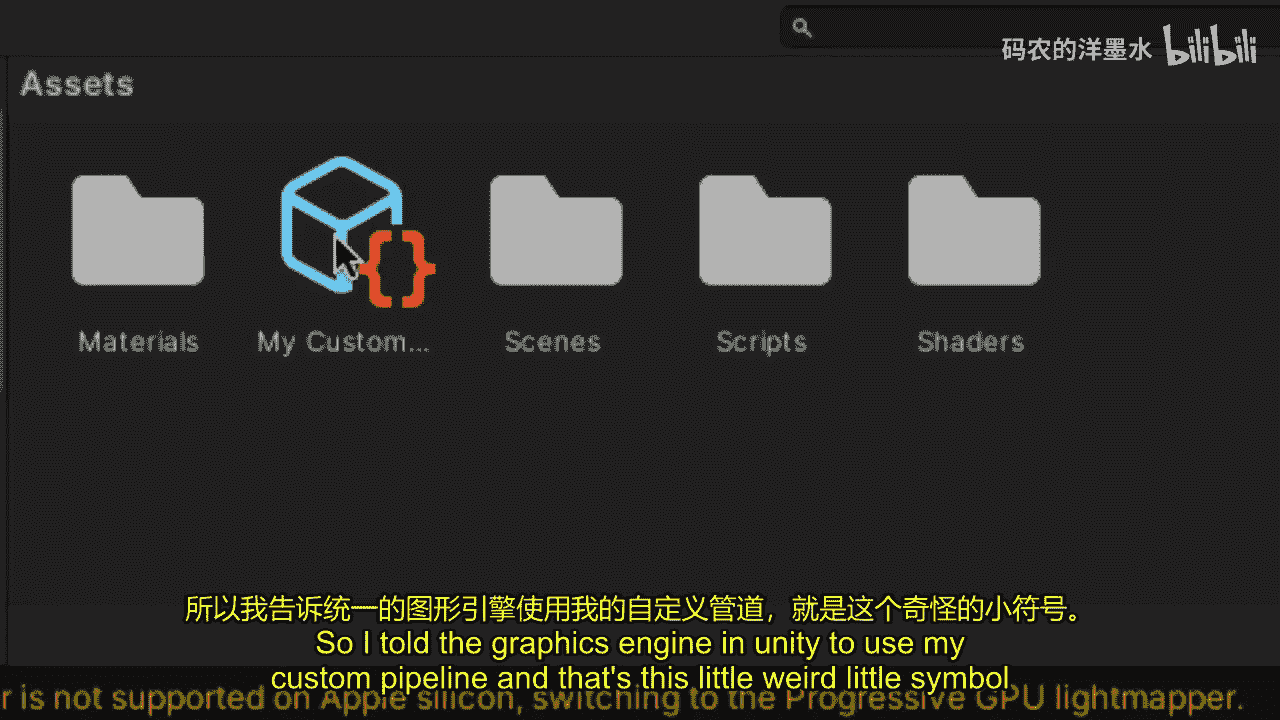 码农的洋墨水 bilibili
Assets
Materials
My Custom...
Scenes
Scripts
Shaders
所以我告诉统一的图形引擎使用我的自定义管道，就是这个奇怪的小符号。
So I told the graphics engine in unity to use my
custom pipeline and that's this little weird little symbol
r is not supported on Apple silicon, switching to the Progressive GPU lightmapper.